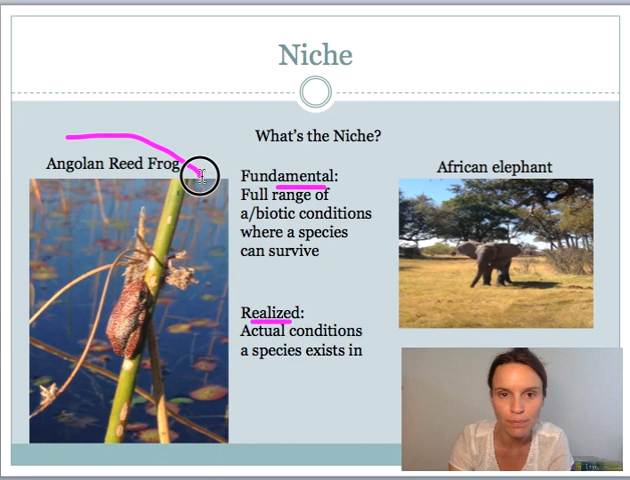 Niche
What's the Niche?
Angolan Reed Frog
African elephant
Fundamental:
Full range of
a/biotic conditions
where a species
can survive
Realized:
Actual conditions
a species exists in